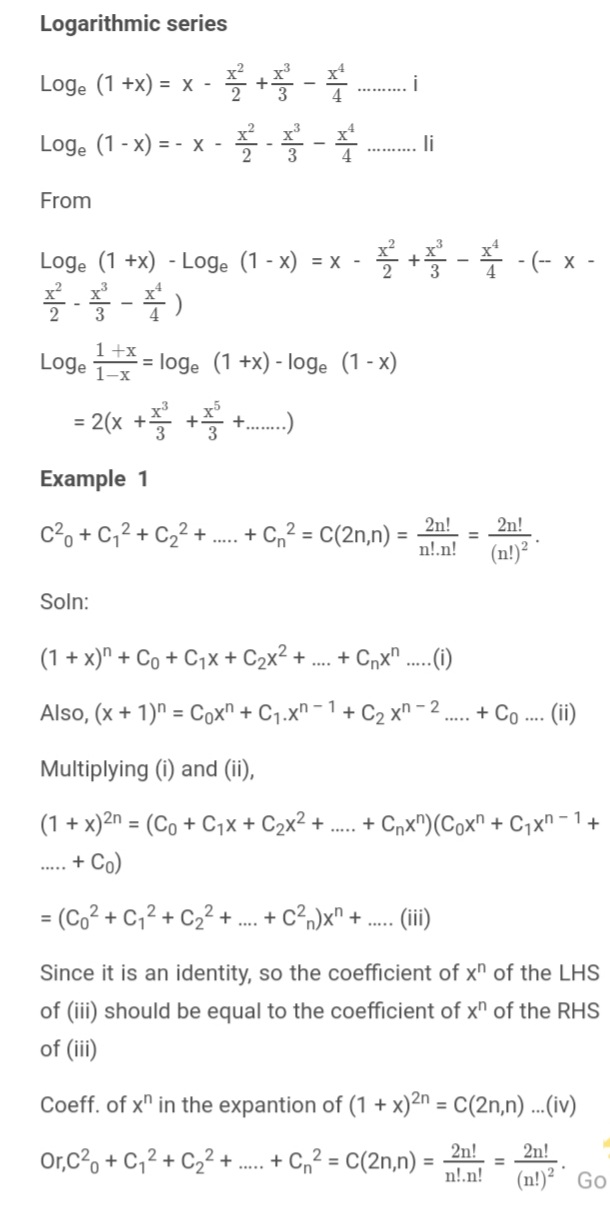 Logarithmic series
Logₑ (1 +x) = x - x²/2 + x³/3 − x⁴/4 .......... i
Logₑ (1 - x) = - x - x²/2 - x³/3 − x⁴/4 .......... Ii
From
Logₑ (1 +x) - Logₑ (1 - x) = x - x²/2 + x³/3 − x⁴/4 - (-- x -
x²/2 - x³/3 − x⁴/4 )
Logₑ (1 +x)/(1−x) = logₑ (1 +x) - logₑ (1 - x)
= 2(x + x³/3 + x⁵/3 +........)
Example 1
C²₀ + C₁² + C₂² + ..... + Cₙ² = C(2n,n) = 2n!/n!.n! = 2n!/(n!)² .
Soln:
(1 + x)ⁿ + C₀ + C₁x + C₂x² + .... + Cₙxⁿ .....(i)
Also, (x + 1)ⁿ = C₀xⁿ + C₁.xⁿ⁻¹ + C₂ xⁿ⁻² ..... + C₀ .... (ii)
Multiplying (i) and (ii),
(1 + x)²ⁿ = (C₀ + C₁x + C₂x² + ..... + Cₙxⁿ)(C₀xⁿ + C₁xⁿ⁻¹ +
..... + C₀)
= (C₀² + C₁² + C₂² + .... + C²ₙ)xⁿ + ..... (iii)
Since it is an identity, so the coefficient of xⁿ of the LHS
of (iii) should be equal to the coefficient of xⁿ of the RHS
of (iii)
Coeff. of xⁿ in the expantion of (1 + x)²ⁿ = C(2n,n) ...(iv)
Or,C²₀ + C₁² + C₂² + ..... + Cₙ² = C(2n,n) = 2n!/n!.n! = 2n!/(n!)² .
Go